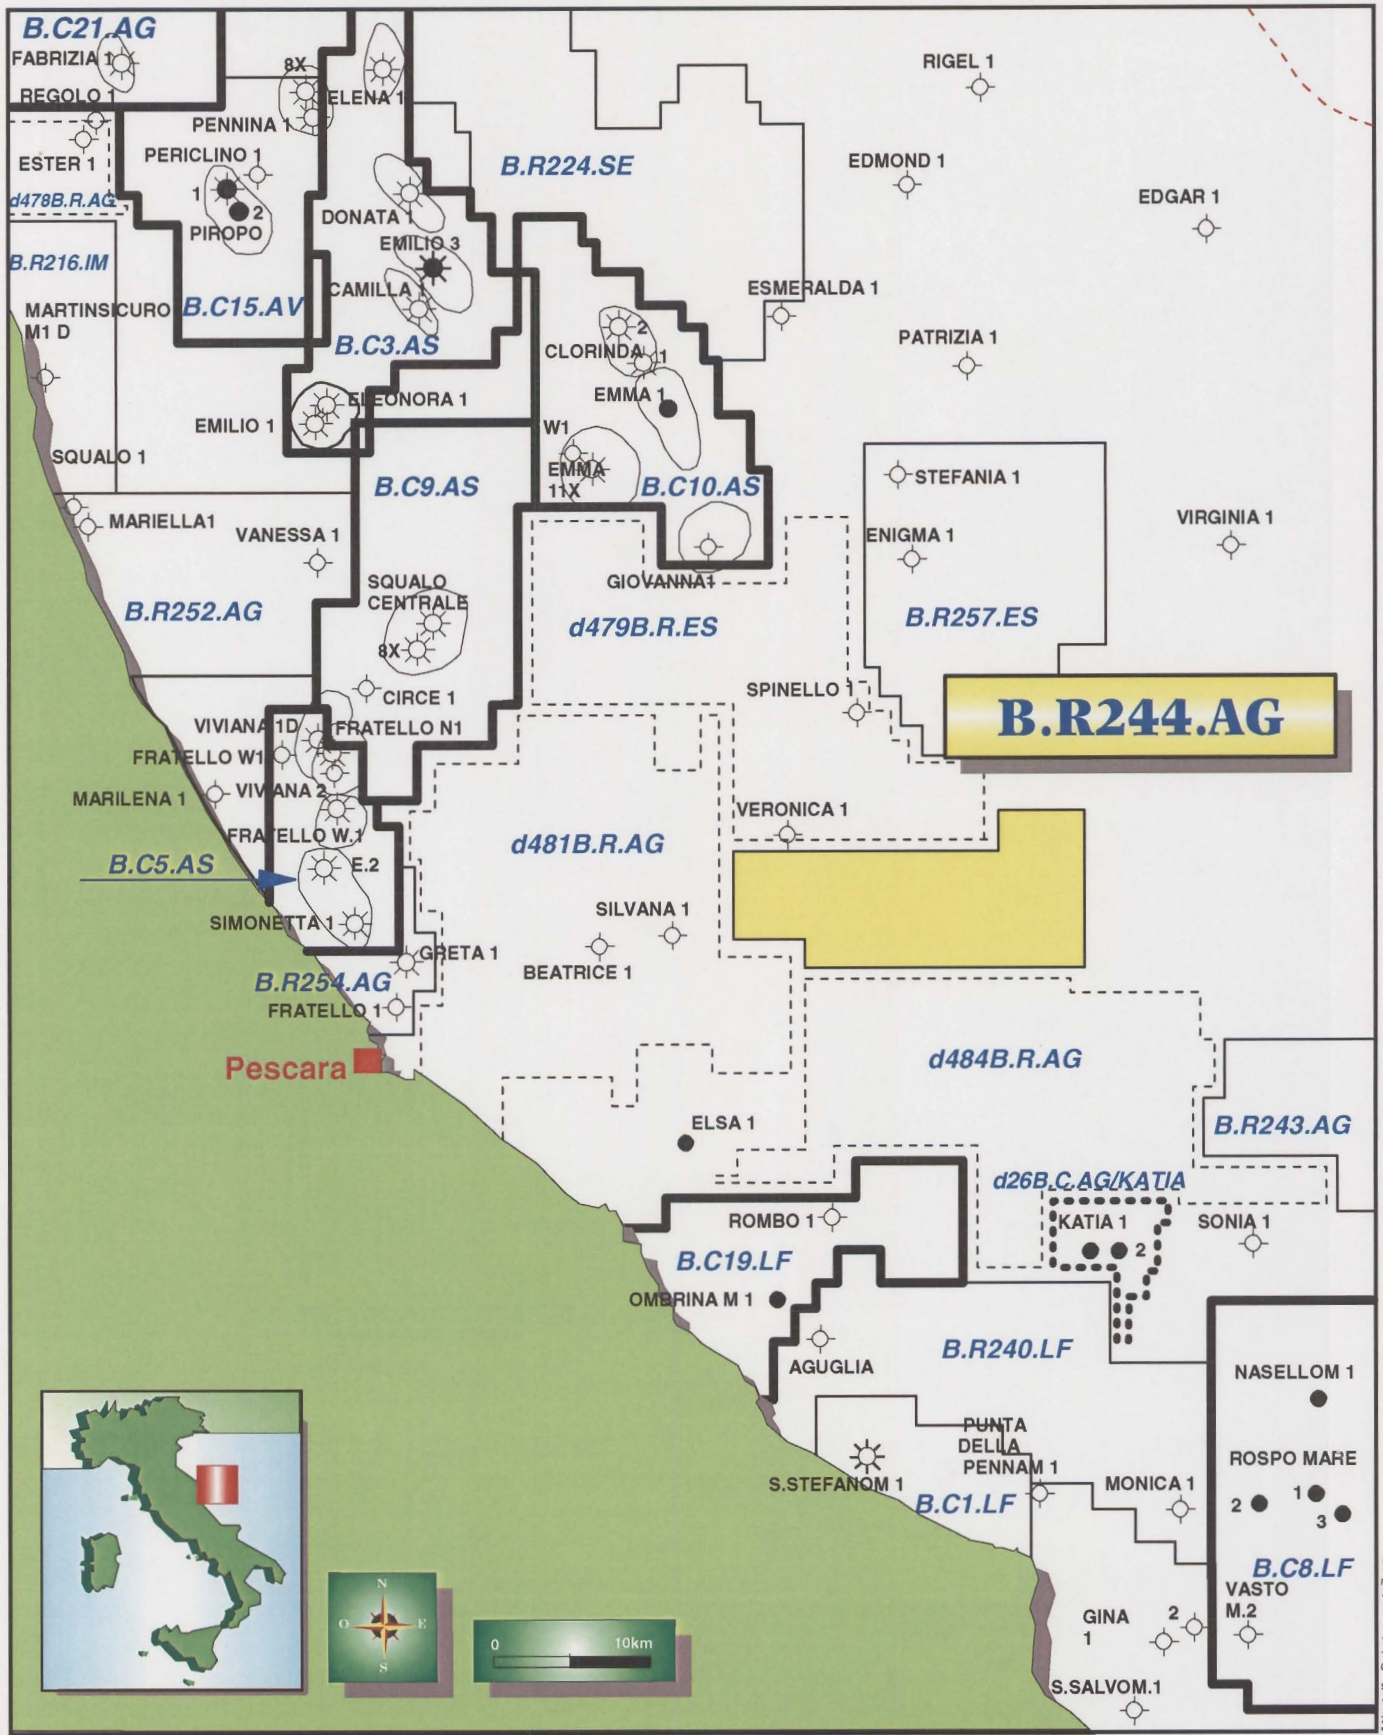 B.C21.AG
FABRIZIA 1
REGOLO 1
8X
ELENA 1
RIGEL 1
PENNINA 1
ESTER 1
PERICLINO 1
B.R224.SE
EDMOND 1
d478B.R.AG
1
2
PIROPO
DONATA 1
EDGAR 1
EMILIO 3
B.R216.IM
MARTINSICURO
M1 D
B.C15.AV
CAMILLA 1
ESMERALDA 1
B.C3.AS
2
CLORINDA
1
PATRIZIA 1
EMMA 1
ELEONORA 1
EMILIO 1
W1
SQUALO 1
EMMA
11X
B.C9.AS
B.C10.AS
STEFANIA 1
MARIELLA1
VANESSA 1
ENIGMA 1
VIRGINIA 1
GIOVANNA1
SQUALO
CENTRALE
B.R252.AG
d479B.R.ES
B.R257.ES
8X
CIRCE 1
SPINELLO 1
B.R244.AG
VIVIANA 1D
FRATELLO N1
FRATELLO W1
MARILENA 1
VIVIANA 2
VERONICA 1
FRATELLO W.1
B.C5.AS
E.2
d481B.R.AG
SIMONETTA 1
SILVANA 1
GRETA 1
BEATRICE 1
B.R254.AG
FRATELLO 1
Pescara
d484B.R.AG
ELSA 1
B.R243.AG
d26B.C.AG/KATIA
ROMBO 1
KATIA 1
2
SONIA 1
B.C19.LF
OMBRINA M 1
AGUGLIA
B.R240.LF
NASELLOM 1
PUNTA
DELLA
PENNAM 1
S.STEFANOM 1
B.C1.LF
MONICA 1
ROSPO MARE
2
1
3
B.C8.LF
VASTO
M.2
GINA
1
2
S.SALVOM.1
N
O
E
S
0
10km